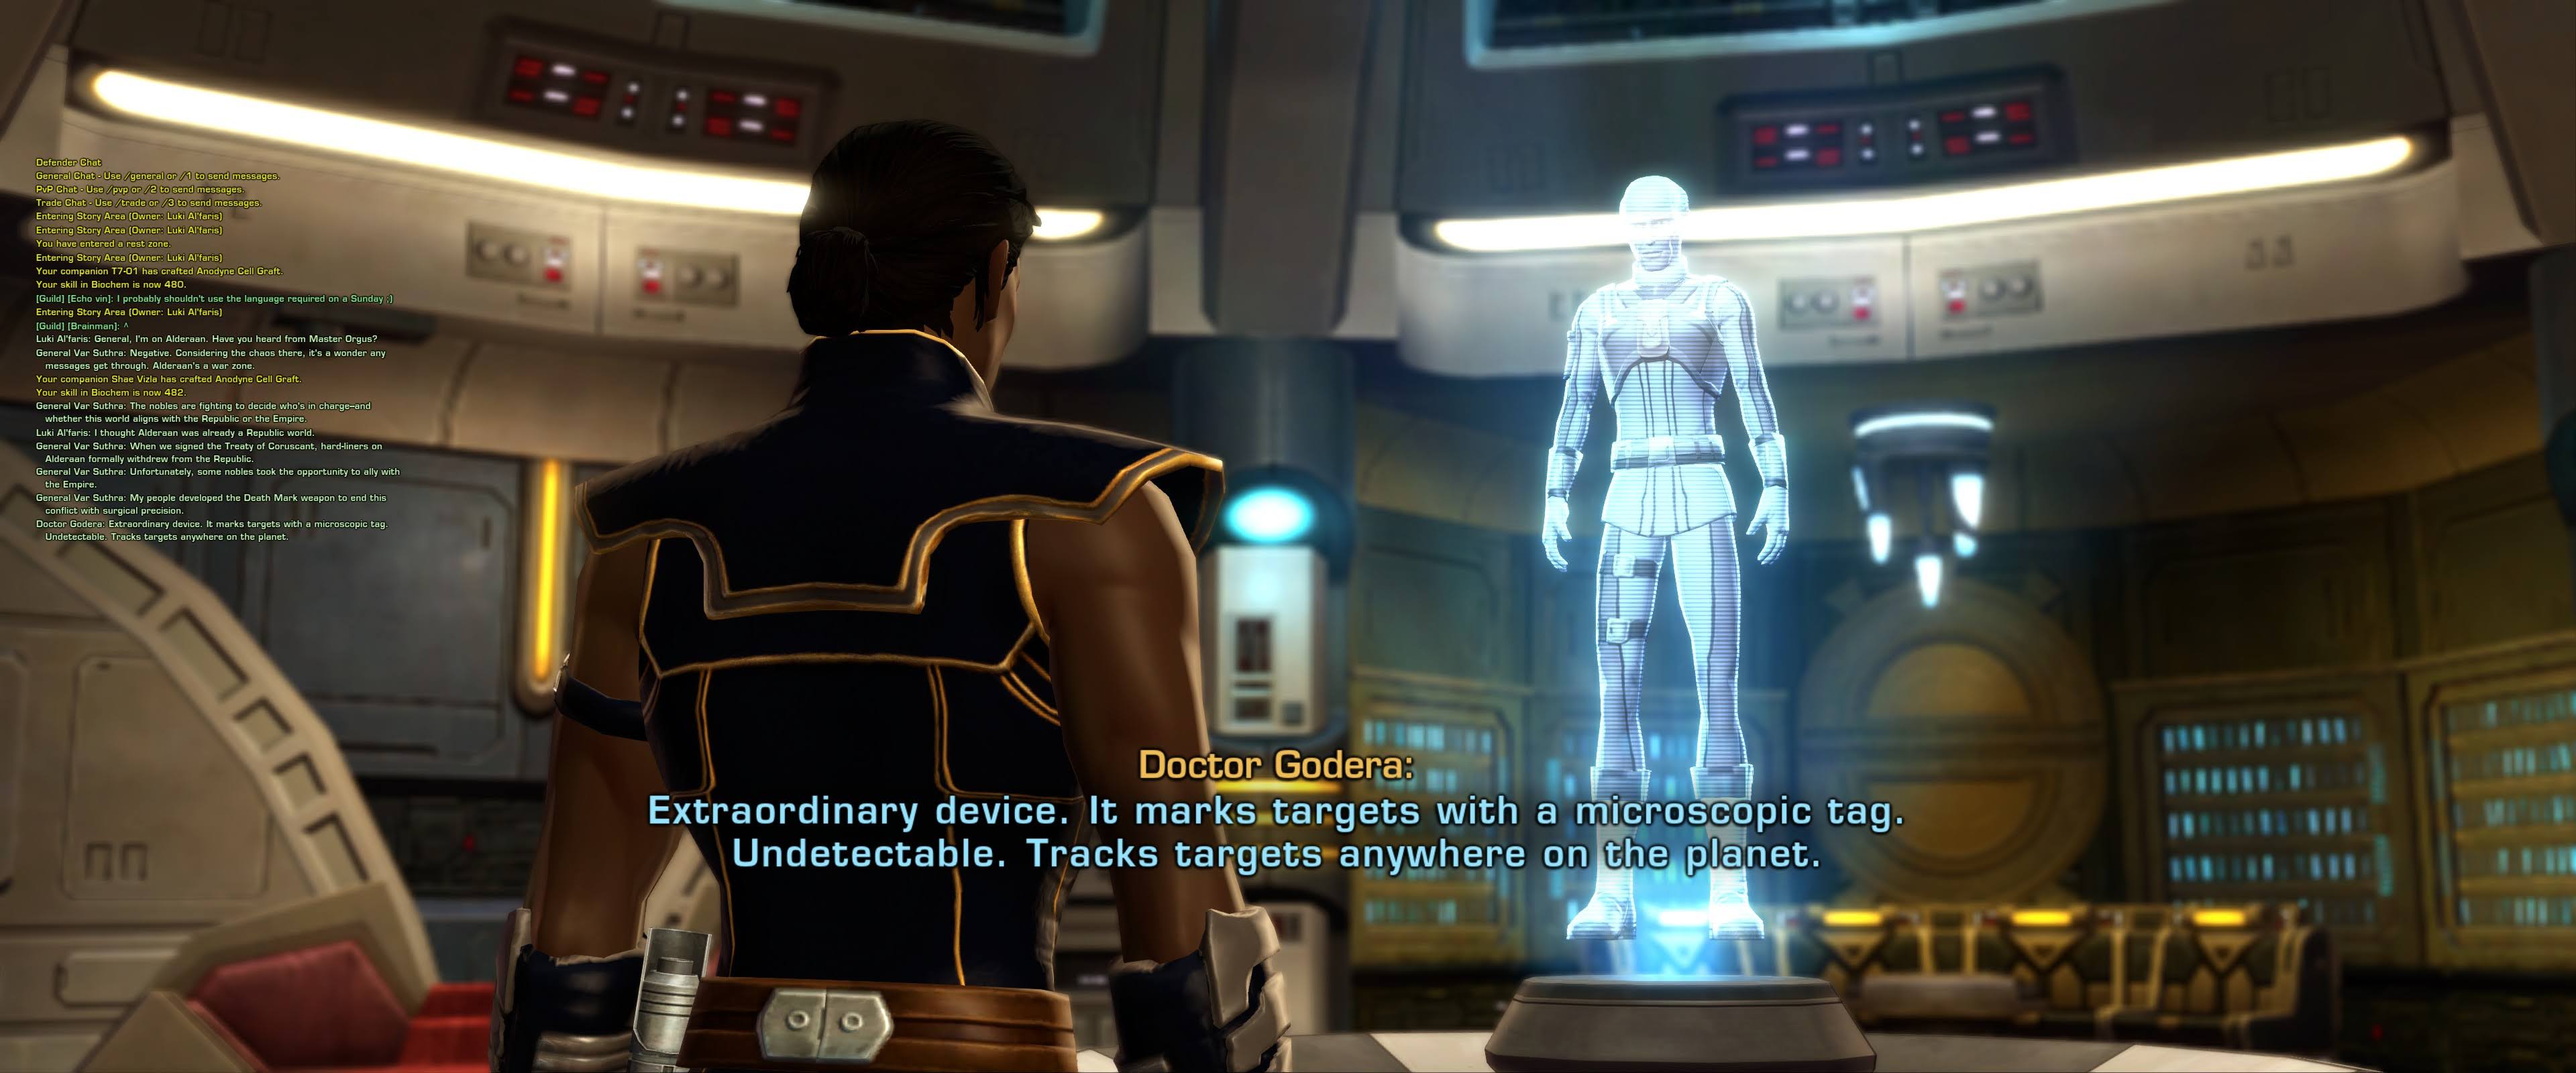 Defender Chat
General Chat - Use /general or /1 to send messages.
PvP Chat - Use /pvp or /2 to send messages.
Trade Chat - Use /trade or /3 to send messages.
Entering Story Area (Owner: Luki Al'faris)
Entering Story Area (Owner: Luki Al'faris)
You have entered a rest zone.
Entering Story Area (Owner: Luki Al'faris)
Your companion T7-O1 has crafted Anodyne Cell Graft.
Your skill in Biochem is now 480.
[Guild] [Echo vin]: I probably shouldn't use the language required on a Sunday ;]
Entering Story Area (Owner: Luki Al'faris)
[Guild] [Brainman]: ^
Luki Al'faris: General, I'm on Alderaan. Have you heard from Master Orgus?
General Var Suthra: Negative. Considering the chaos there, it's a wonder any
messages get through. Alderaan's a war zone.
Your companion Shae Vizla has crafted Anodyne Cell Graft.
Your skill in Biochem is now 482.
General Var Suthra: The nobles are fighting to decide who's in charge—and
whether this world aligns with the Republic or the Empire.
Luki Al'faris: I thought Alderaan was already a Republic world.
General Var Suthra: When we signed the Treaty of Coruscant, hard-liners on
Alderaan formally withdrew from the Republic.
General Var Suthra: Unfortunately, some nobles took the opportunity to ally with
the Empire.
General Var Suthra: My people developed the Death Mark weapon to end this
conflict with surgical precision.
Doctor Godera: Extraordinary device. It marks targets with a microscopic tag.
Undetectable. Tracks targets anywhere on the planet.
Doctor Godera:
Extraordinary device. It marks targets with a microscopic tag.
Undetectable. Tracks targets anywhere on the planet.